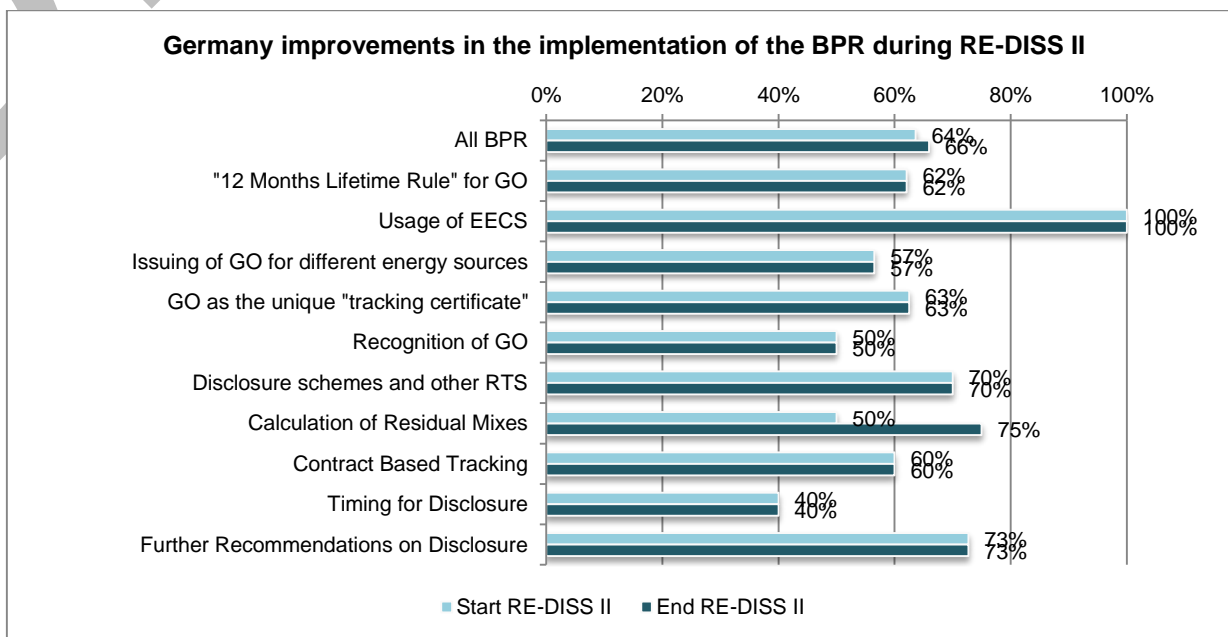 Germany improvements in the implementation of the BPR during RE-DISS II
0% 20% 40% 60% 80% 100%
All BPR 64% 66%
"12 Months Lifetime Rule" for GO 62% 62%
Usage of EECS 100% 100%
Issuing of GO for different energy sources 57% 57%
GO as the unique "tracking certificate" 63% 63%
Recognition of GO 50% 50%
Disclosure schemes and other RTS 70% 70%
Calculation of Residual Mixes 50% 75%
Contract Based Tracking 60% 60%
Timing for Disclosure 40% 40%
Further Recommendations on Disclosure 73% 73%
Start RE-DISS II End RE-DISS II